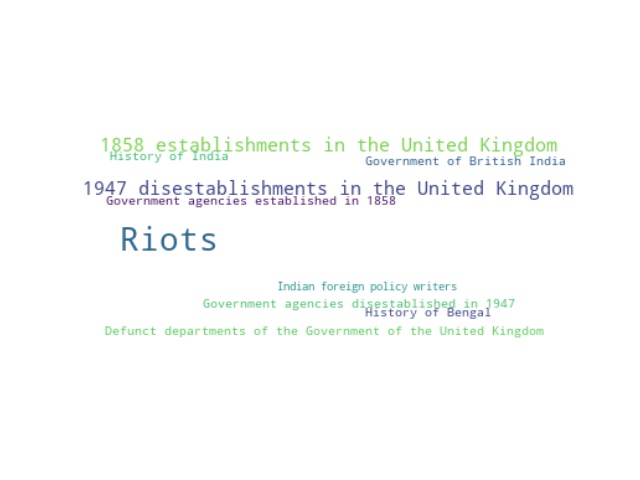 1858 establishments in the United Kingdom
History of India
Government of British India
1947 disestablishments in the United Kingdom
Government agencies established in 1858
Riots
Indian foreign policy writers
Government agencies disestablished in 1947
History of Bengal
Defunct departments of the Government of the United Kingdom